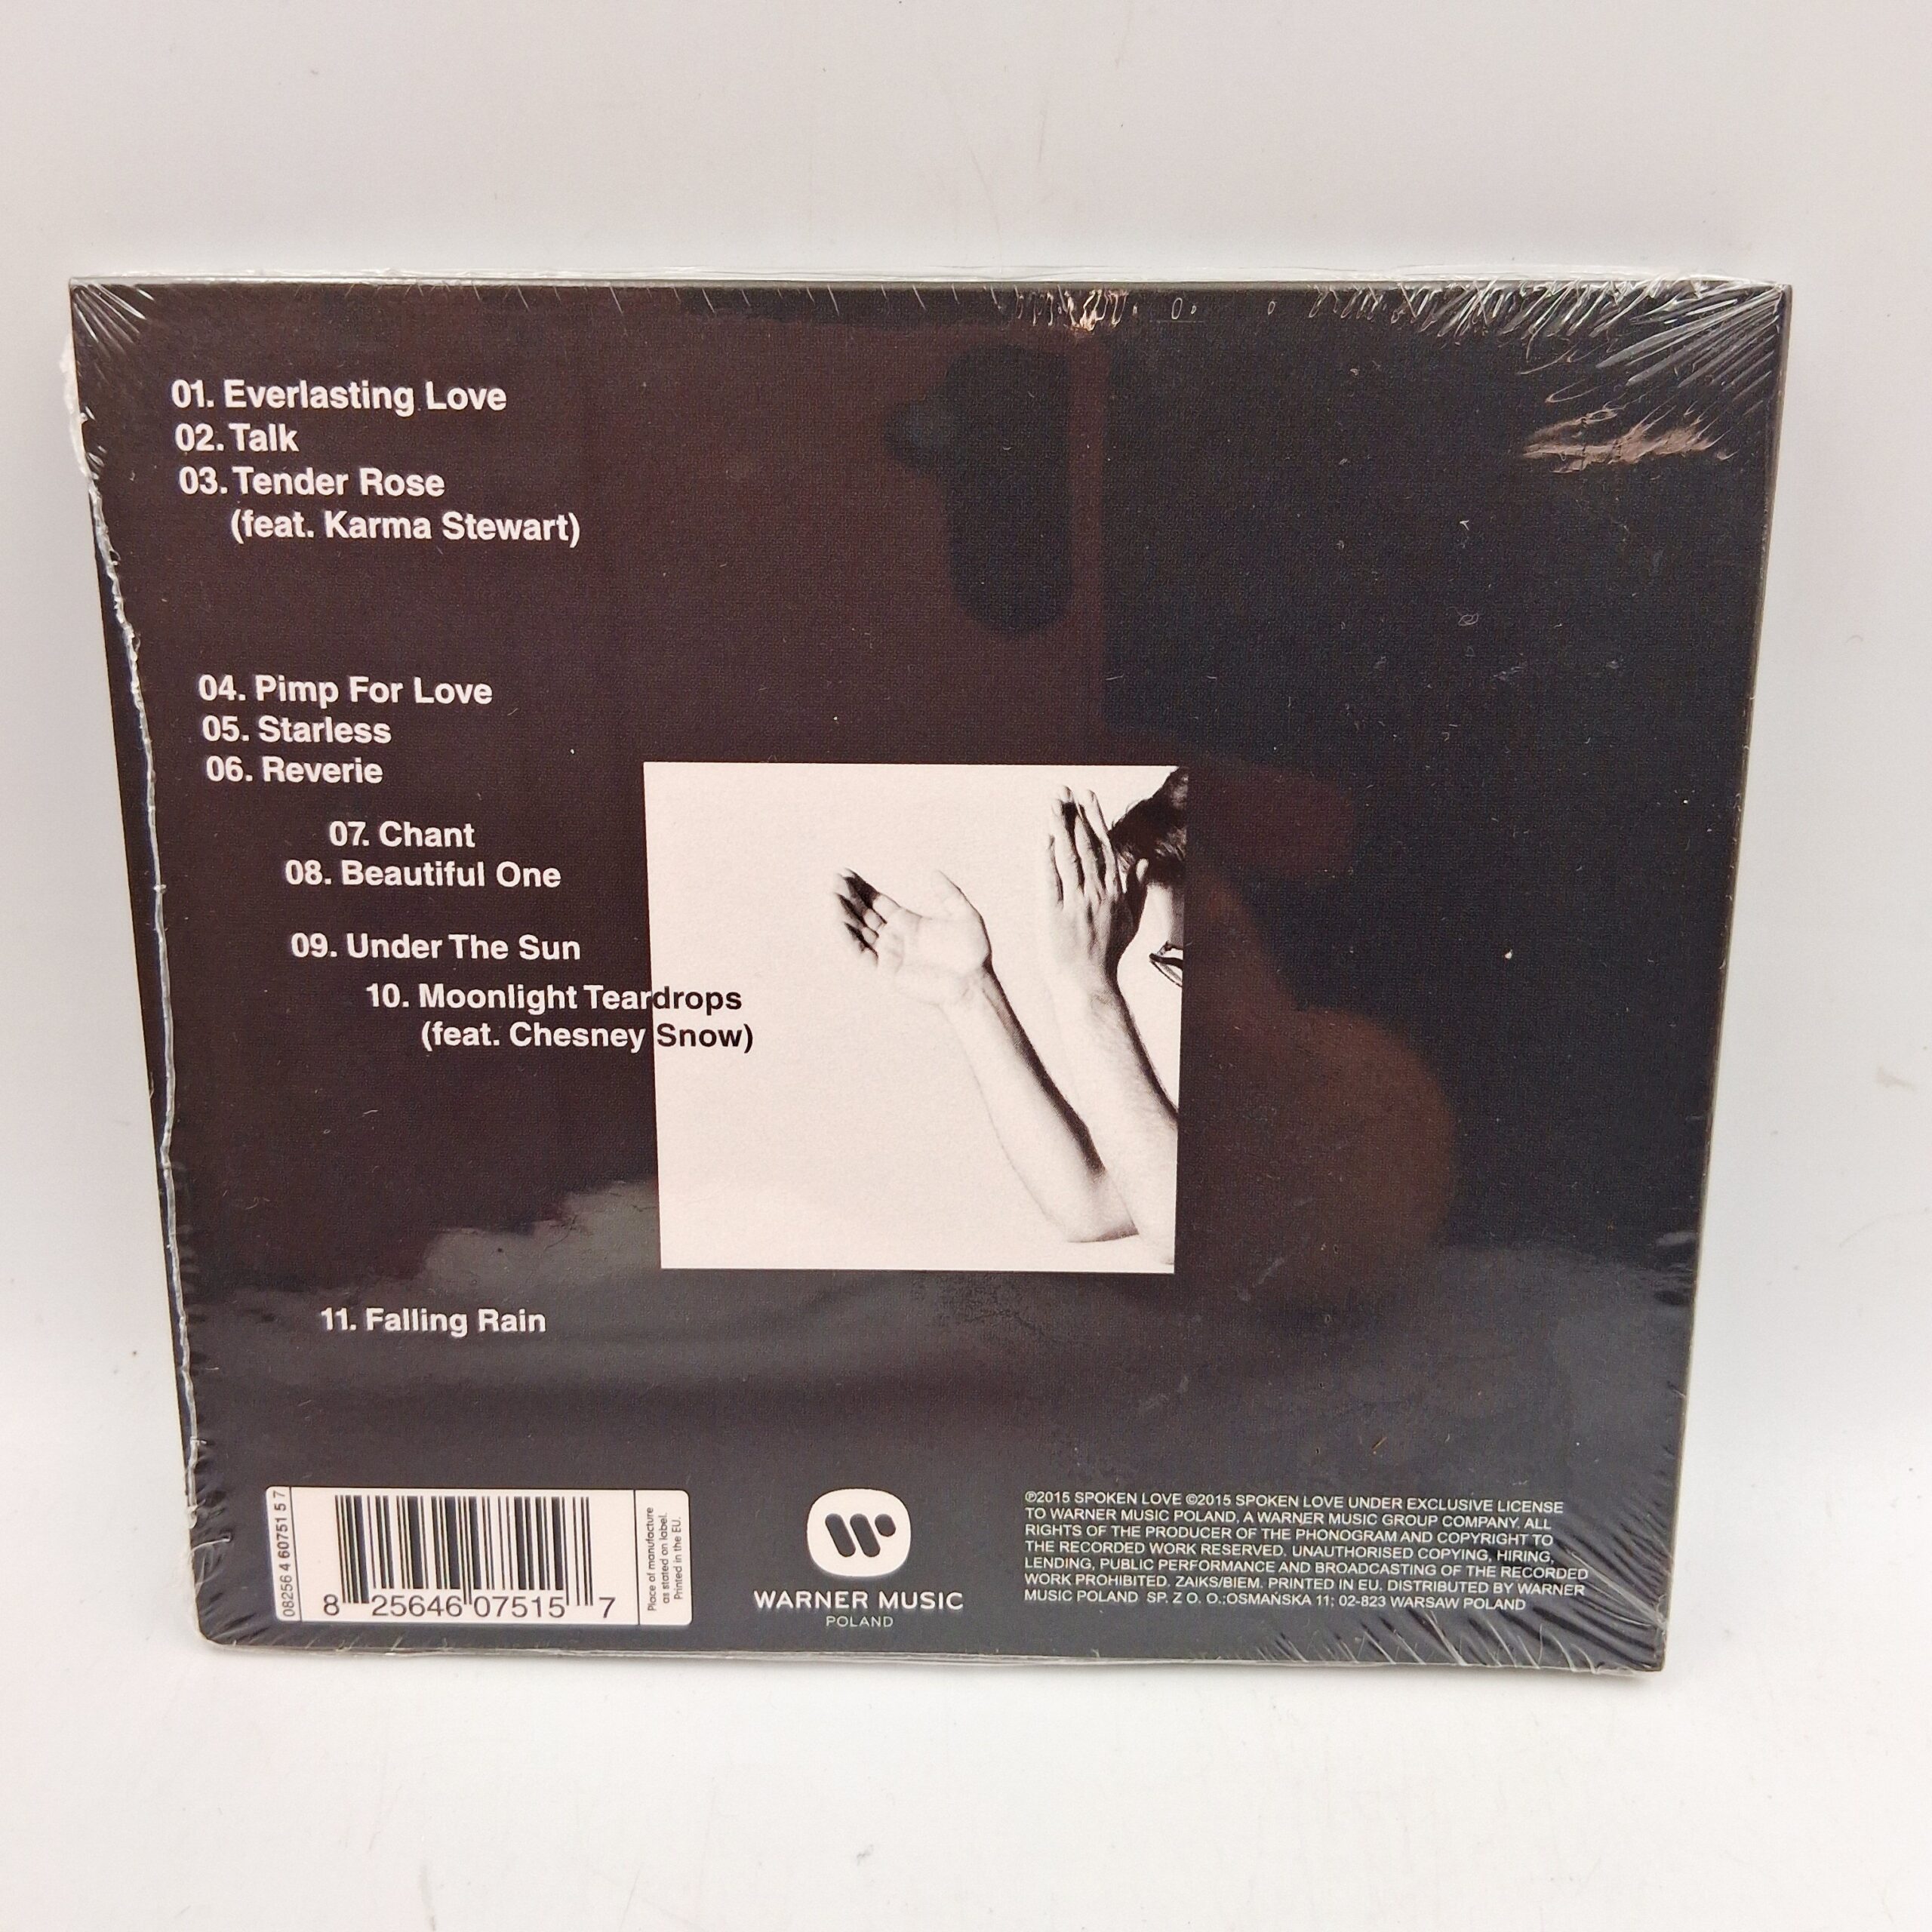 01. Everlasting Love
02. Talk
03. Tender Rose
(feat. Karma Stewart)
04. Pimp For Love
05. Starless
06. Reverie
07. Chant
08. Beautiful One
09. Under The Sun
10. Moonlight Teardrops
(feat. Chesney Snow)
11. Falling Rain
08256 4 60751 5 7
8 25646 07515 7
Place of manufacture
as stated on label.
Printed in the EU.
WARNER MUSIC
POLAND
℗2015 SPOKEN LOVE ©2015 SPOKEN LOVE UNDER EXCLUSIVE LICENSE
TO WARNER MUSIC POLAND, A WARNER MUSIC GROUP COMPANY. ALL
RIGHTS OF THE PRODUCER OF THE PHONOGRAM AND COPYRIGHT TO
THE RECORDED WORK RESERVED. UNAUTHORISED COPYING, HIRING,
LENDING, PUBLIC PERFORMANCE AND BROADCASTING OF THE RECORDED
WORK PROHIBITED. ZAIKS/BIEM. PRINTED IN EU. DISTRIBUTED BY WARNER
MUSIC POLAND SP. Z O. O.:OSMAŃSKA 11; 02-823 WARSAW POLAND